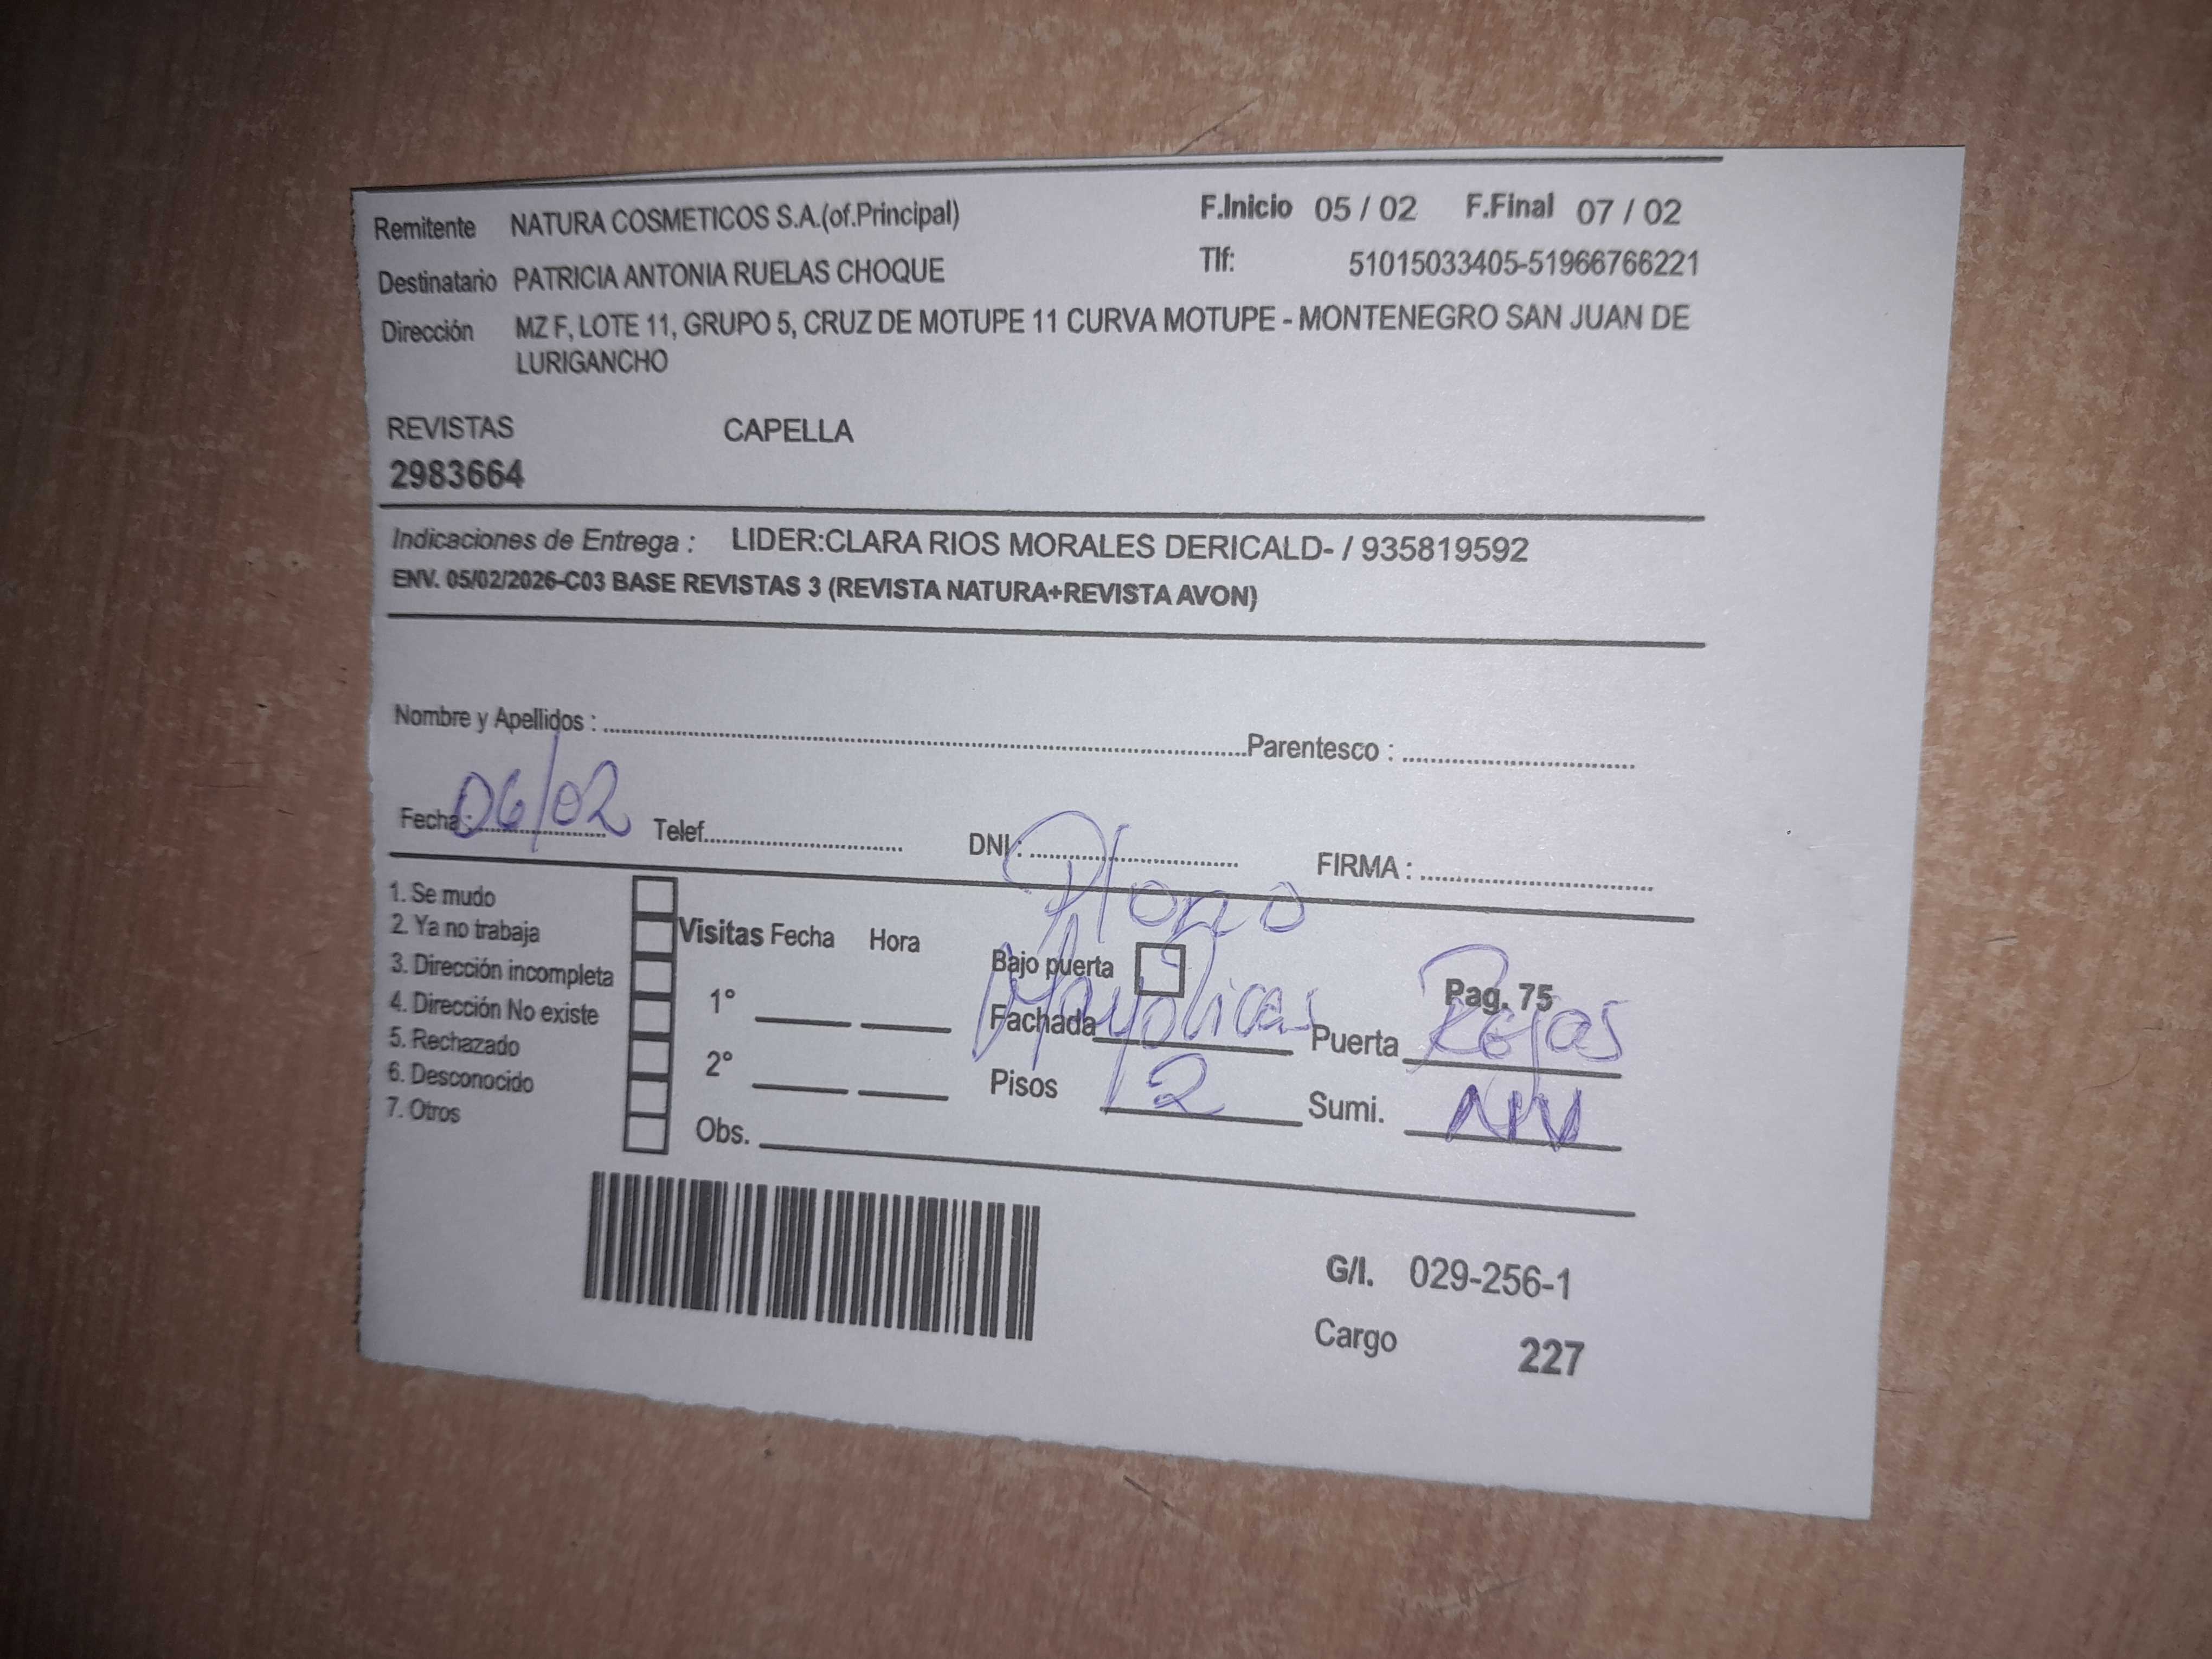 Remitente NATURA COSMETICOS S.A.(of.Principal) F.Inicio 05 / 02 F.Final 07 / 02
Destinatario PATRICIA ANTONIA RUELAS CHOQUE Tlf: 51015033405-51966766221
Dirección MZ F, LOTE 11, GRUPO 5, CRUZ DE MOTUPE 11 CURVA MOTUPE - MONTENEGRO SAN JUAN DE
LURIGANCHO
REVISTAS CAPELLA
2983664
Indicaciones de Entrega : LIDER:CLARA RIOS MORALES DERICALD- / 935819592
ENV. 05/02/2026-C03 BASE REVISTAS 3 (REVISTA NATURA+REVISTA AVON)
Nombre y Apellidos : Parentesco :
Fecha : 06/02 Telef. DNI : FIRMA :
1. Se mudo
2. Ya no trabaja
3. Dirección incompleta
4. Dirección No existe
5. Rechazado
6. Desconocido
7. Otros
Visitas Fecha Hora
1°
2°
Obs.
Bajo puerta Pag. 75
Fachada Mayólicas Puerta Rejas
Pisos 2 Sumi.
G/I. 029-256-1
Cargo 227